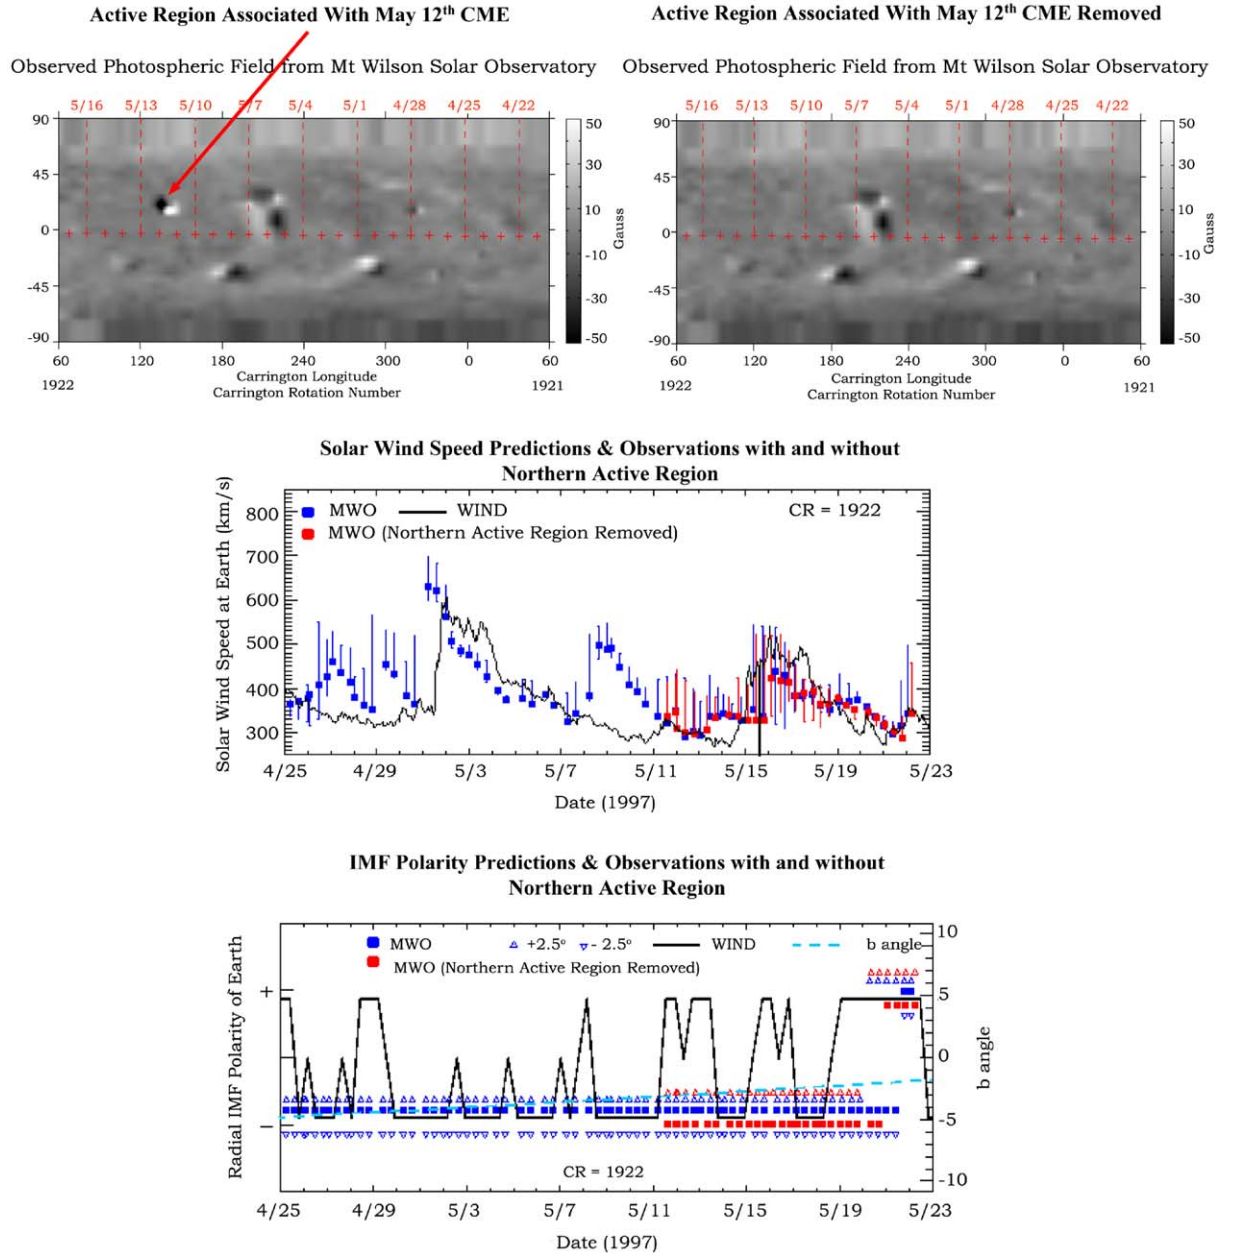 Active Region Associated With May 12th CME
Active Region Associated With May 12th CME Removed
Observed Photospheric Field from Mt Wilson Solar Observatory
Observed Photospheric Field from Mt Wilson Solar Observatory
5/16 5/13 5/10 5/7 5/4 5/1 4/28 4/25 4/22
5/16 5/13 5/10 5/7 5/4 5/1 4/28 4/25 4/22
90
45
0
-45
-90
50
30
10
-10
-30
-50
Gauss
90
45
0
-45
-90
50
30
10
-10
-30
-50
Gauss
60 120 180 240 300 0 60
1922 Carrington Longitude 1921
Carrington Rotation Number
60 120 180 240 300 0 60
1922 Carrington Longitude 1921
Carrington Rotation Number
Solar Wind Speed Predictions & Observations with and without
Northern Active Region
Solar Wind Speed at Earth (km/s)
800
700
600
500
400
300
MWO WIND CR = 1922
MWO (Northern Active Region Removed)
4/25 4/29 5/3 5/7 5/11 5/15 5/19 5/23
Date (1997)
IMF Polarity Predictions & Observations with and without
Northern Active Region
Radial IMF Polarity of Earth
+
−
MWO +2.5° - 2.5° WIND b angle
MWO (Northern Active Region Removed)
10
5
0
-5
-10
b angle
CR = 1922
4/25 4/29 5/3 5/7 5/11 5/15 5/19 5/23
Date (1997)